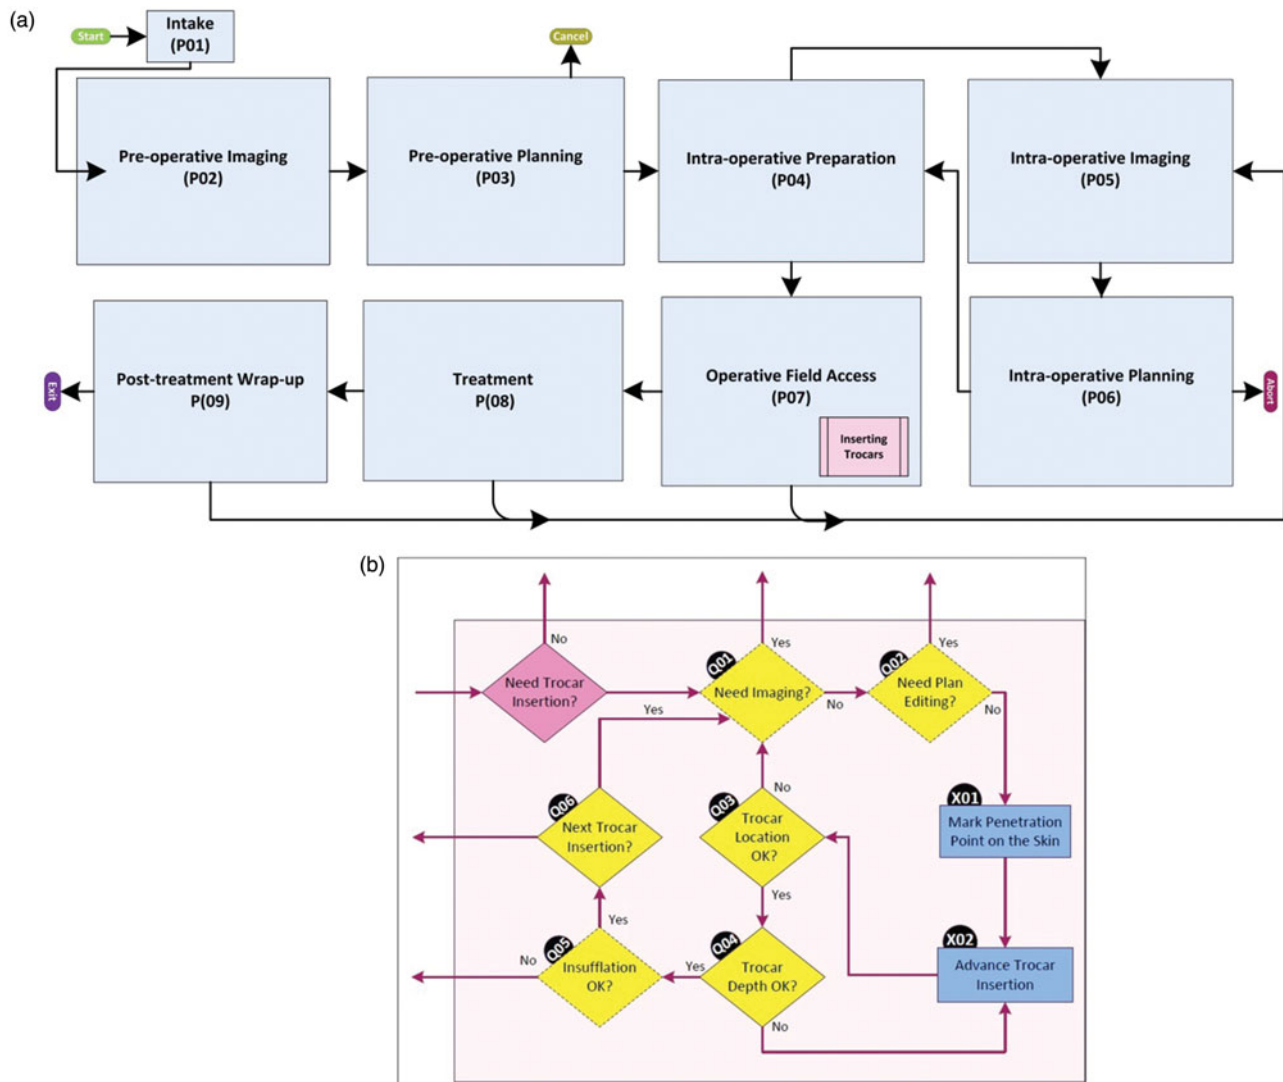 (a)
Start
Intake
(P01)
Cancel
Pre-operative Imaging
(P02)
Pre-operative Planning
(P03)
Intra-operative Preparation
(P04)
Intra-operative Imaging
(P05)
Exit
Post-treatment Wrap-up
P(09)
Treatment
P(08)
Operative Field Access
(P07)
Inserting
Trocars
Intra-operative Planning
(P06)
Abort
(b)
No
Need Trocar
Insertion?
Q01
Yes
Need Imaging?
No
Q02
Yes
Need Plan
Editing?
No
Yes
X01
Mark Penetration
Point on the Skin
Q06
Next Trocar
Insertion?
Q03
No
Trocar
Location
OK?
Yes
Yes
Q05
No
Insufflation
OK?
Q04
Yes
Trocar
Depth OK?
No
X02
Advance Trocar
Insertion